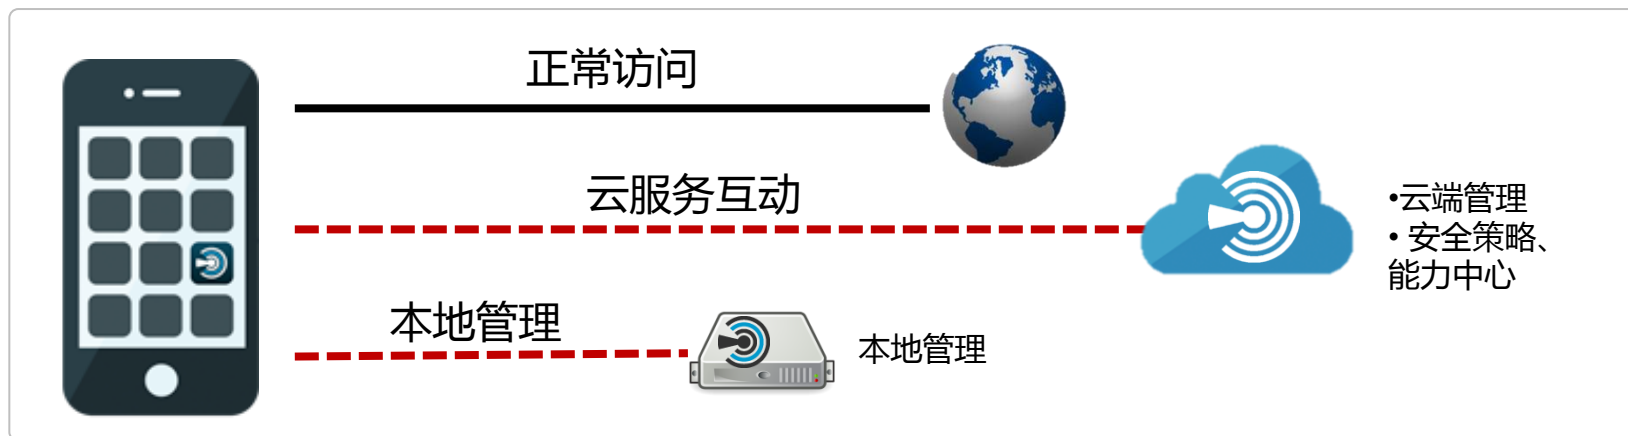 正常访问
云服务互动
•云端管理
• 安全策略、
能力中心
本地管理
本地管理